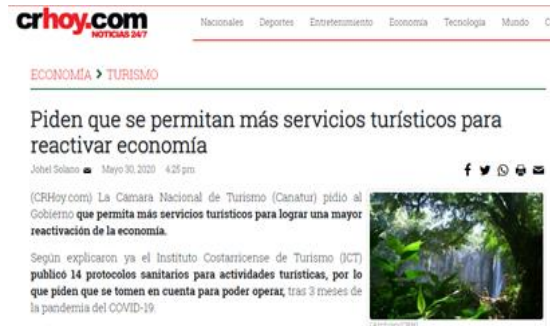 crhoy.com
NOTICIAS 24/7
Nacionales Deportes Entretenimiento Economía Tecnología Mundo
ECONOMÍA > TURISMO
Piden que se permitan más servicios turísticos para
reactivar economía
Johel Solano Mayo 30, 2020 4:25 pm
(CRHoy.com) La Cámara Nacional de Turismo (Canatur) pidió al
Gobierno que permita más servicios turísticos para lograr una mayor
reactivación de la economía.
Según explicaron ya el Instituto Costarricense de Turismo (ICT)
publicó 14 protocolos sanitarios para actividades turísticas, por lo
que piden que se tomen en cuenta para poder operar, tras 3 meses de
la pandemia del COVID-19.